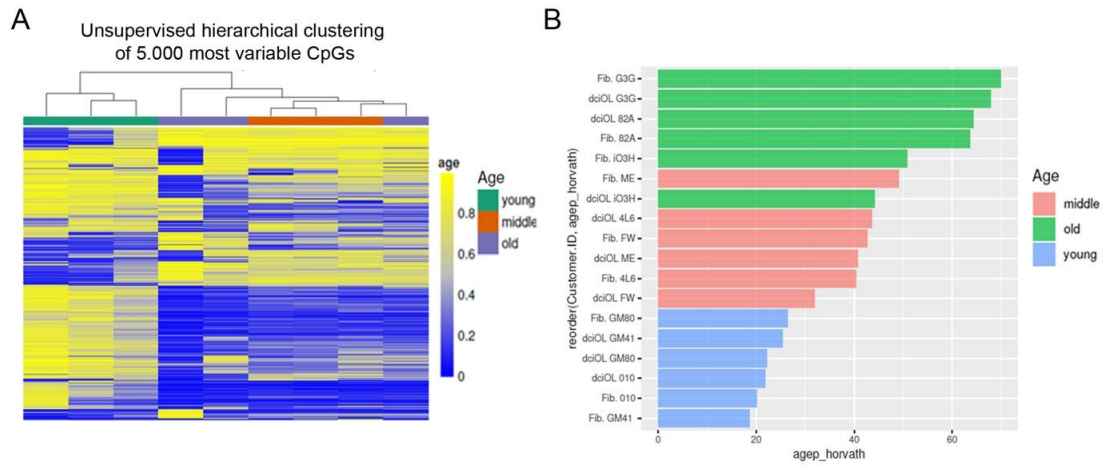 A
Unsupervised hierarchical clustering
of 5.000 most variable CpGs
age
0.8
0.6
0.4
0.2
0
Age
young
middle
old
B
reorder(Customer.ID, agep_horvath)
Fib. G3G
dciOL G3G
dciOL 82A
Fib. 82A
Fib. iO3H
Fib. ME
dciOL iO3H
dciOL 4L6
Fib. FW
dciOL ME
Fib. 4L6
dciOL FW
Fib. GM80
dciOL GM41
dciOL GM80
dciOL 010
Fib. 010
Fib. GM41
0 20 40 60
agep_horvath
Age
middle
old
young